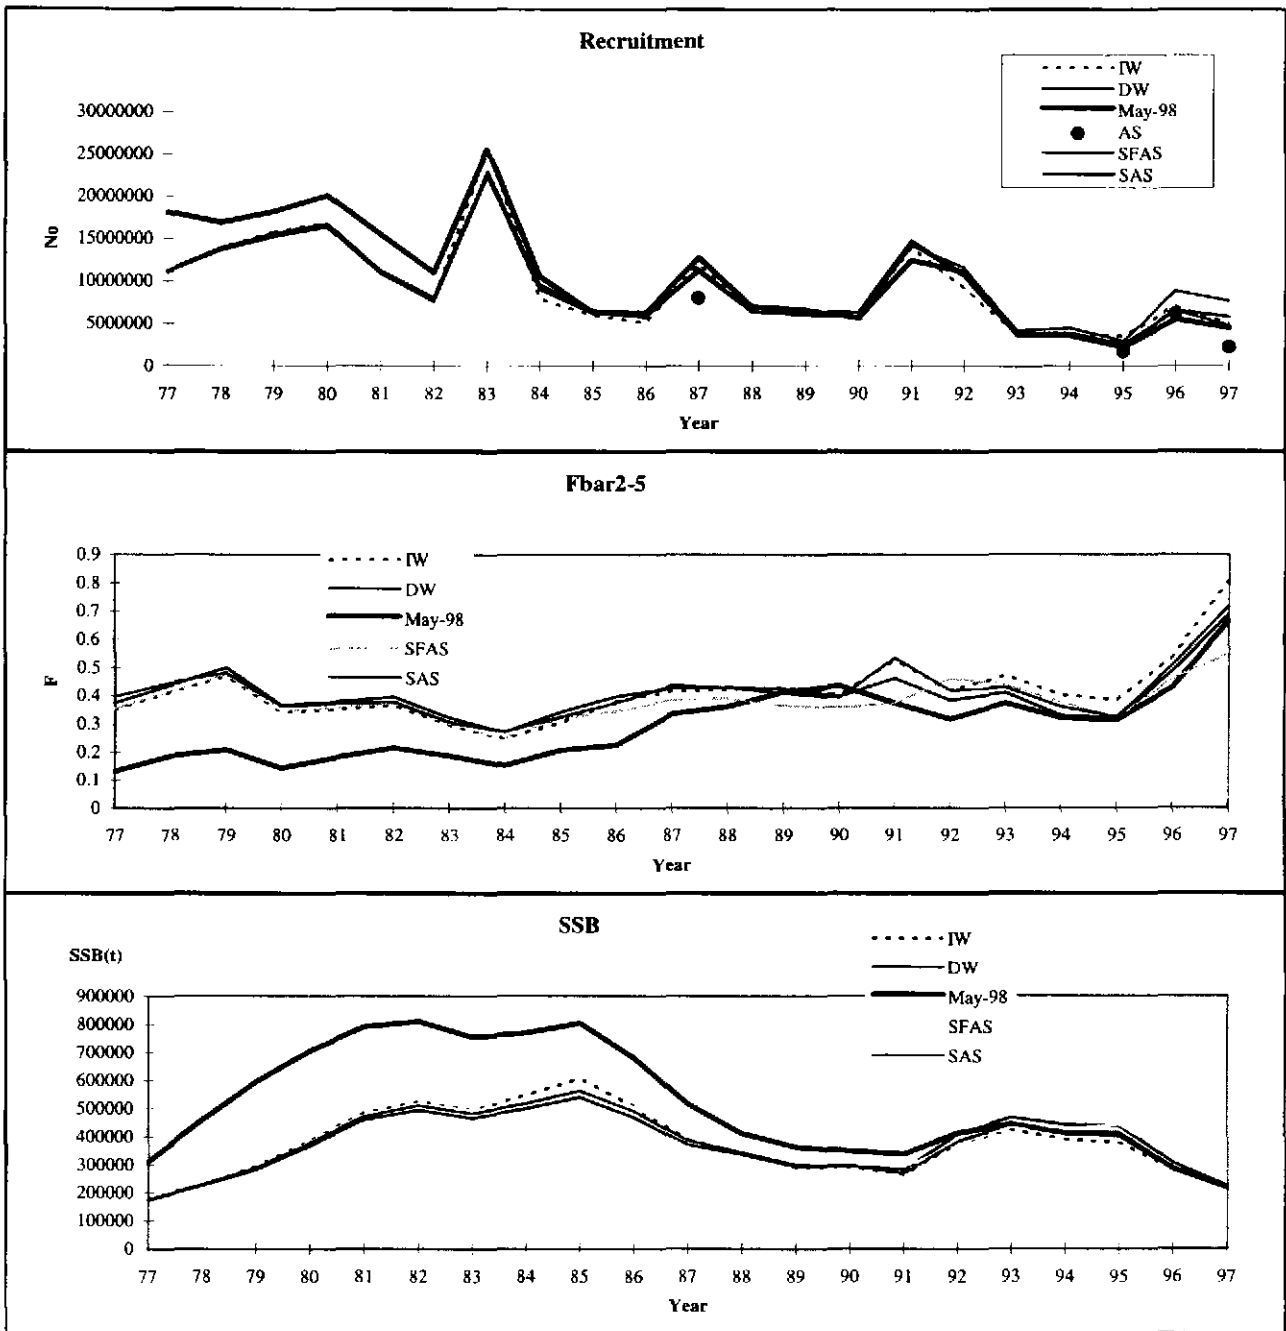 Recruitment
IW
DW
May-98
AS
SFAS
SAS
30000000
25000000
20000000
15000000
10000000
5000000
0
No
77 78 79 80 81 82 83 84 85 86 87 88 89 90 91 92 93 94 95 96 97
Year
Fbar2-5
IW
DW
May-98
SFAS
SAS
0.9
0.8
0.7
0.6
0.5
0.4
0.3
0.2
0.1
0
F
77 78 79 80 81 82 83 84 85 86 87 88 89 90 91 92 93 94 95 96 97
Year
SSB
SSB(t)
IW
DW
May-98
SFAS
SAS
900000
800000
700000
600000
500000
400000
300000
200000
100000
0
77 78 79 80 81 82 83 84 85 86 87 88 89 90 91 92 93 94 95 96 97
Year